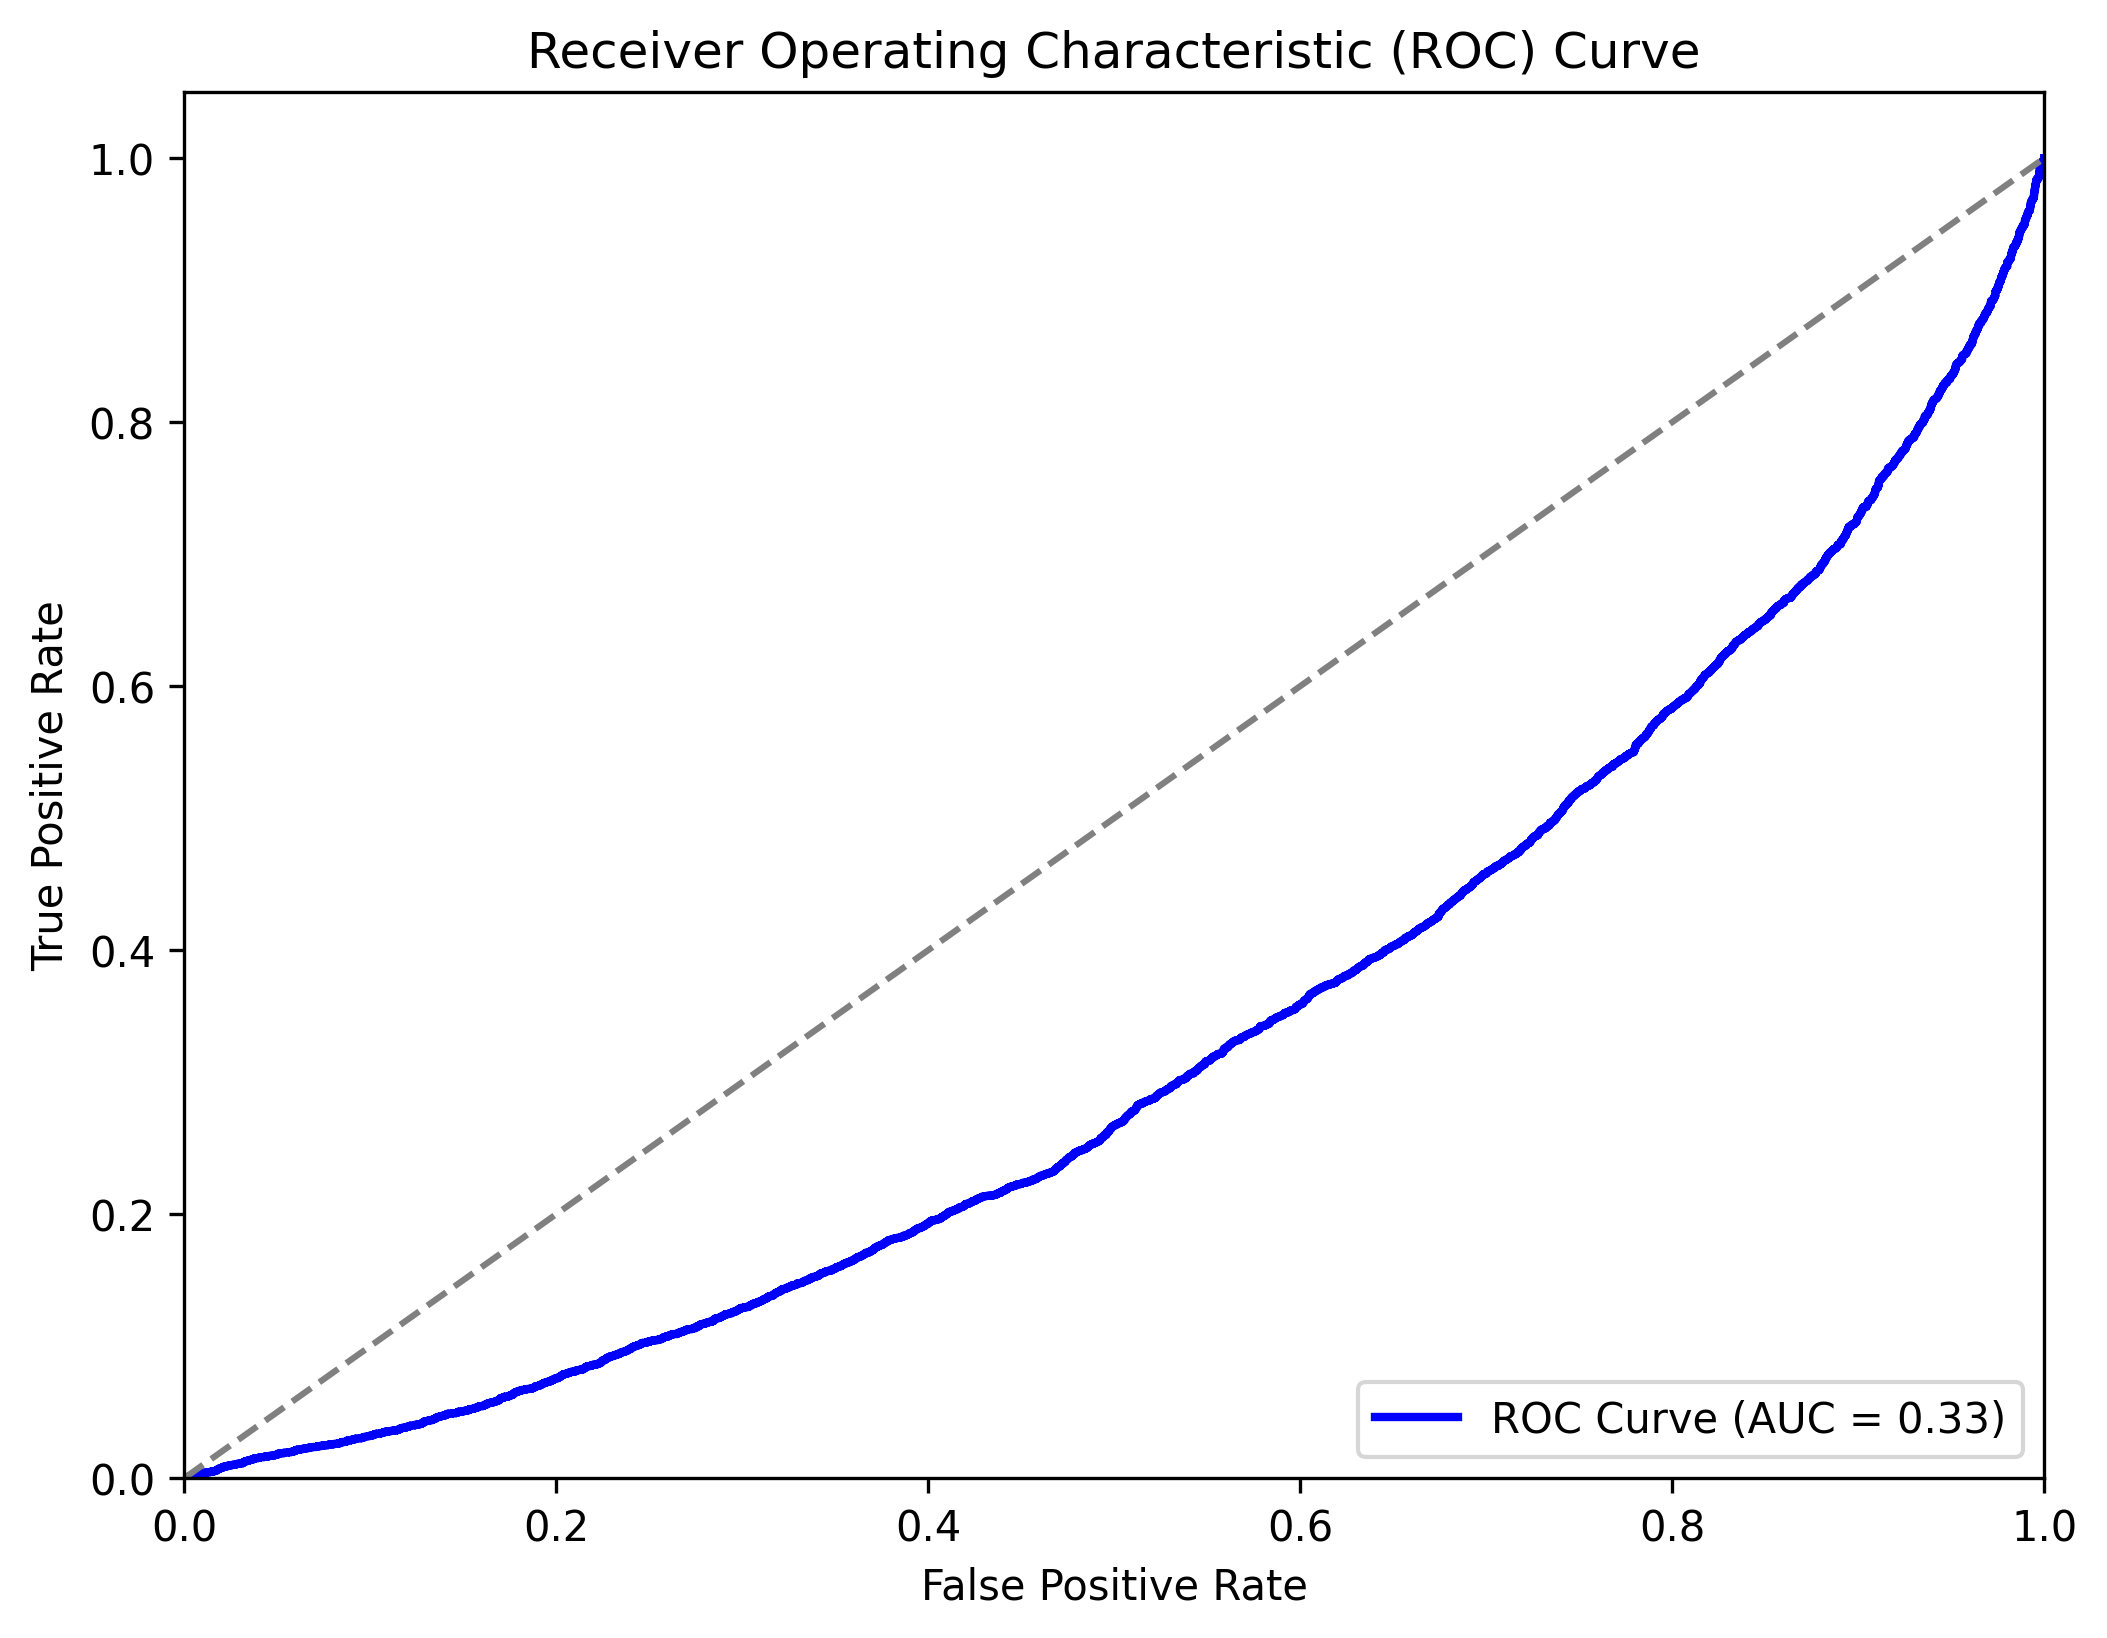 Receiver Operating Characteristic (ROC) Curve
1.0
0.8
0.6
0.4
0.2
0.0
True Positive Rate
ROC Curve (AUC = 0.33)
0.0 0.2 0.4 0.6 0.8 1.0
False Positive Rate